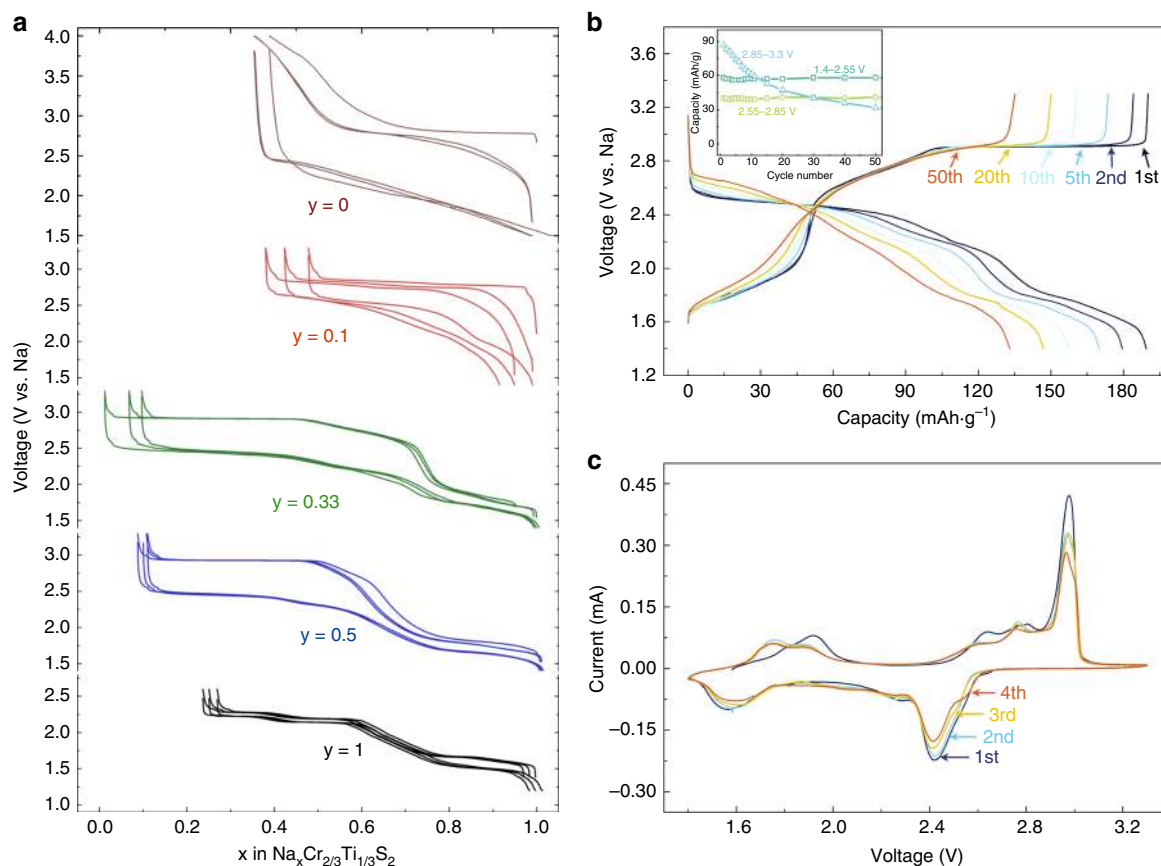 a
4.0
3.5
3.0
2.5
2.0
1.5
y = 0
3.0
2.5
2.0
1.5
y = 0.1
3.0
2.5
2.0
1.5
y = 0.33
3.0
2.5
2.0
1.5
y = 0.5
2.5
2.0
1.5
1.0
y = 1
Voltage (V vs. Na)
0.0 0.2 0.4 0.6 0.8 1.0
x in NaₓCr₂/₃Ti₁/₃S₂
b
3.6
3.2
2.8
2.4
2.0
1.6
1.2
Voltage (V vs. Na)
90
60
30
0
Capacity (mAh/g)
2.85–3.3 V
1.4–2.55 V
2.55–2.85 V
0 10 20 30 40 50
Cycle number
50th 20th 10th 5th 2nd 1st
0 30 60 90 120 150 180
Capacity (mAh·g⁻¹)
c
0.45
0.30
0.15
0.00
−0.15
−0.30
Current (mA)
4th
3rd
2nd
1st
1.6 2.0 2.4 2.8 3.2
Voltage (V)